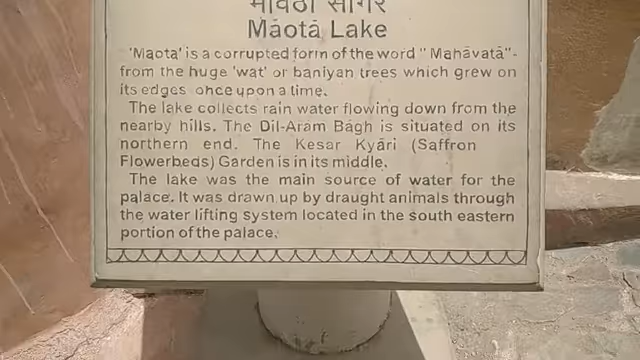 मावठा सागर
Māotā Lake
'Maota' is a corrupted form of the word "Mahāvatā"-
from the huge 'wat' or baniyan trees which grew on
its edges once upon a time.
The lake collects rain water flowing down from the
nearby hills. The Dil-Ārām Bāgh is situated on its
northern end. The Kesar Kyāri (Saffron
Flowerbeds) Garden is in its middle.
The lake was the main source of water for the
palace. It was drawn up by draught animals through
the water lifting system located in the south eastern
portion of the palace.